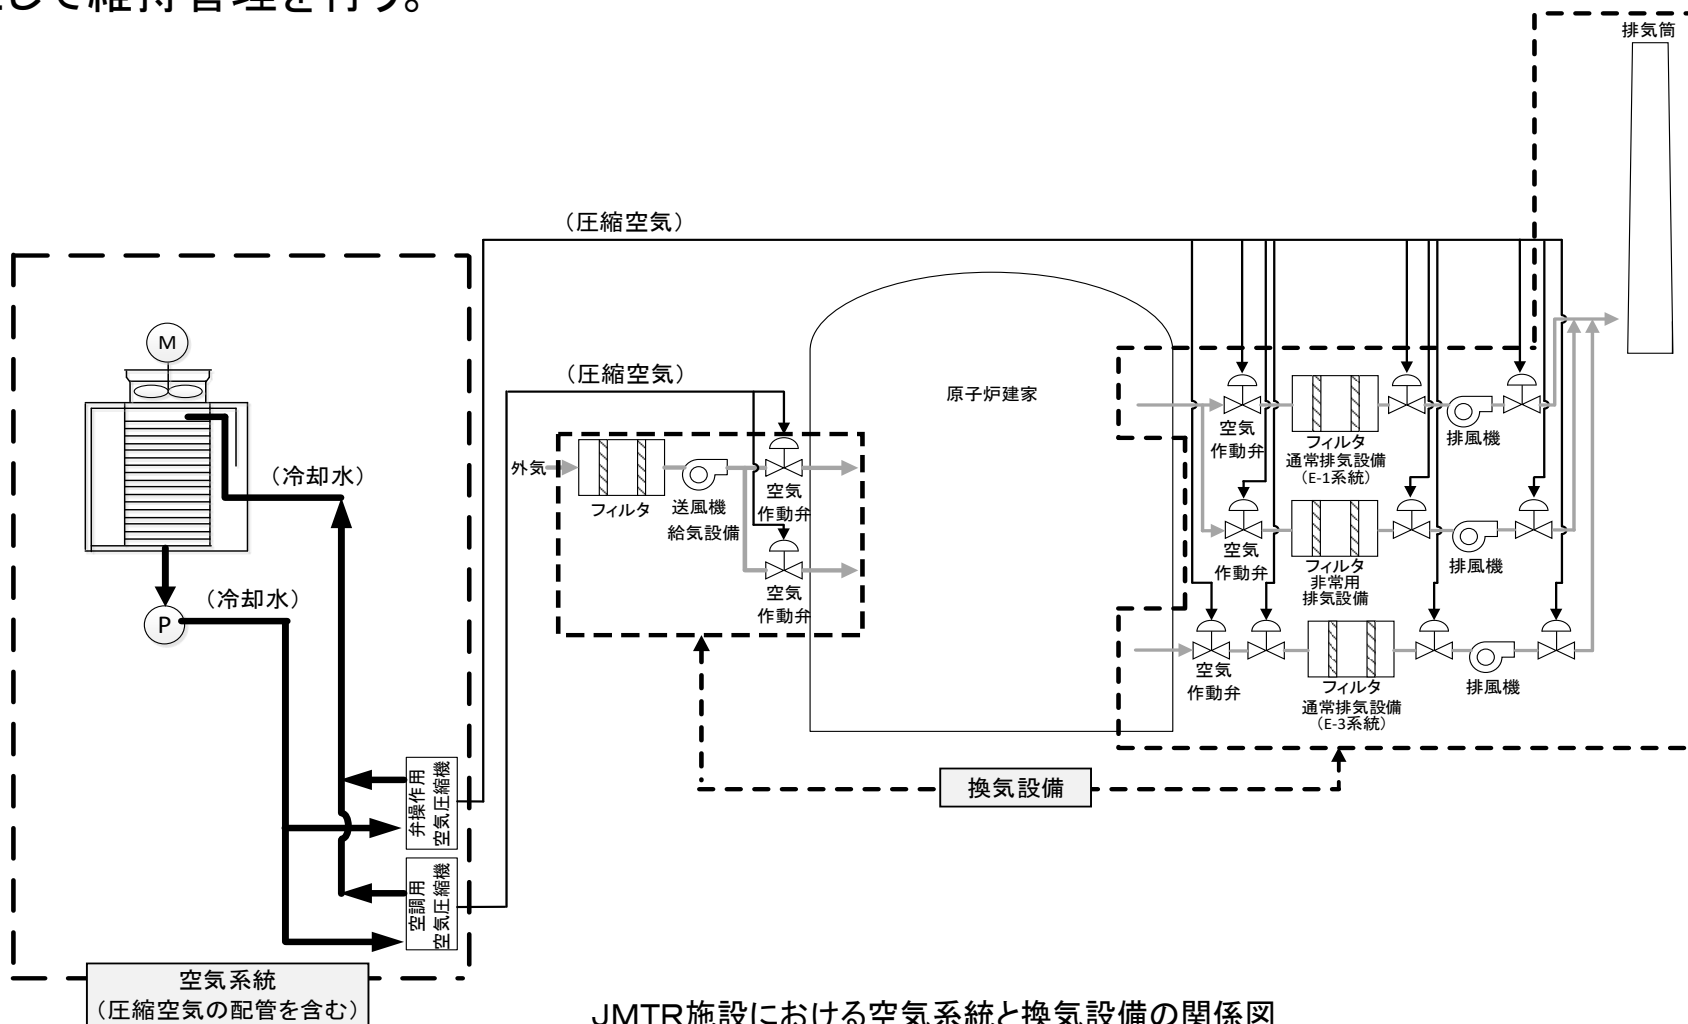 して維持管理を行う。
排気筒
（圧縮空気）
M
（圧縮空気）
原子炉建家
（冷却水）
外気
フィルタ
送風機
給気設備
空気
作動弁
空気
作動弁
空気
作動弁
フィルタ
通常排気設備
（E-1系統）
排風機
空気
作動弁
フィルタ
非常用
排気設備
排風機
（冷却水）
P
空気
作動弁
フィルタ
通常排気設備
（E-3系統）
排風機
弁操作用
空気圧縮機
換気設備
空調用
空気圧縮機
空気系統
（圧縮空気の配管を含む）
JMTR施設における空気系統と換気設備の関係図